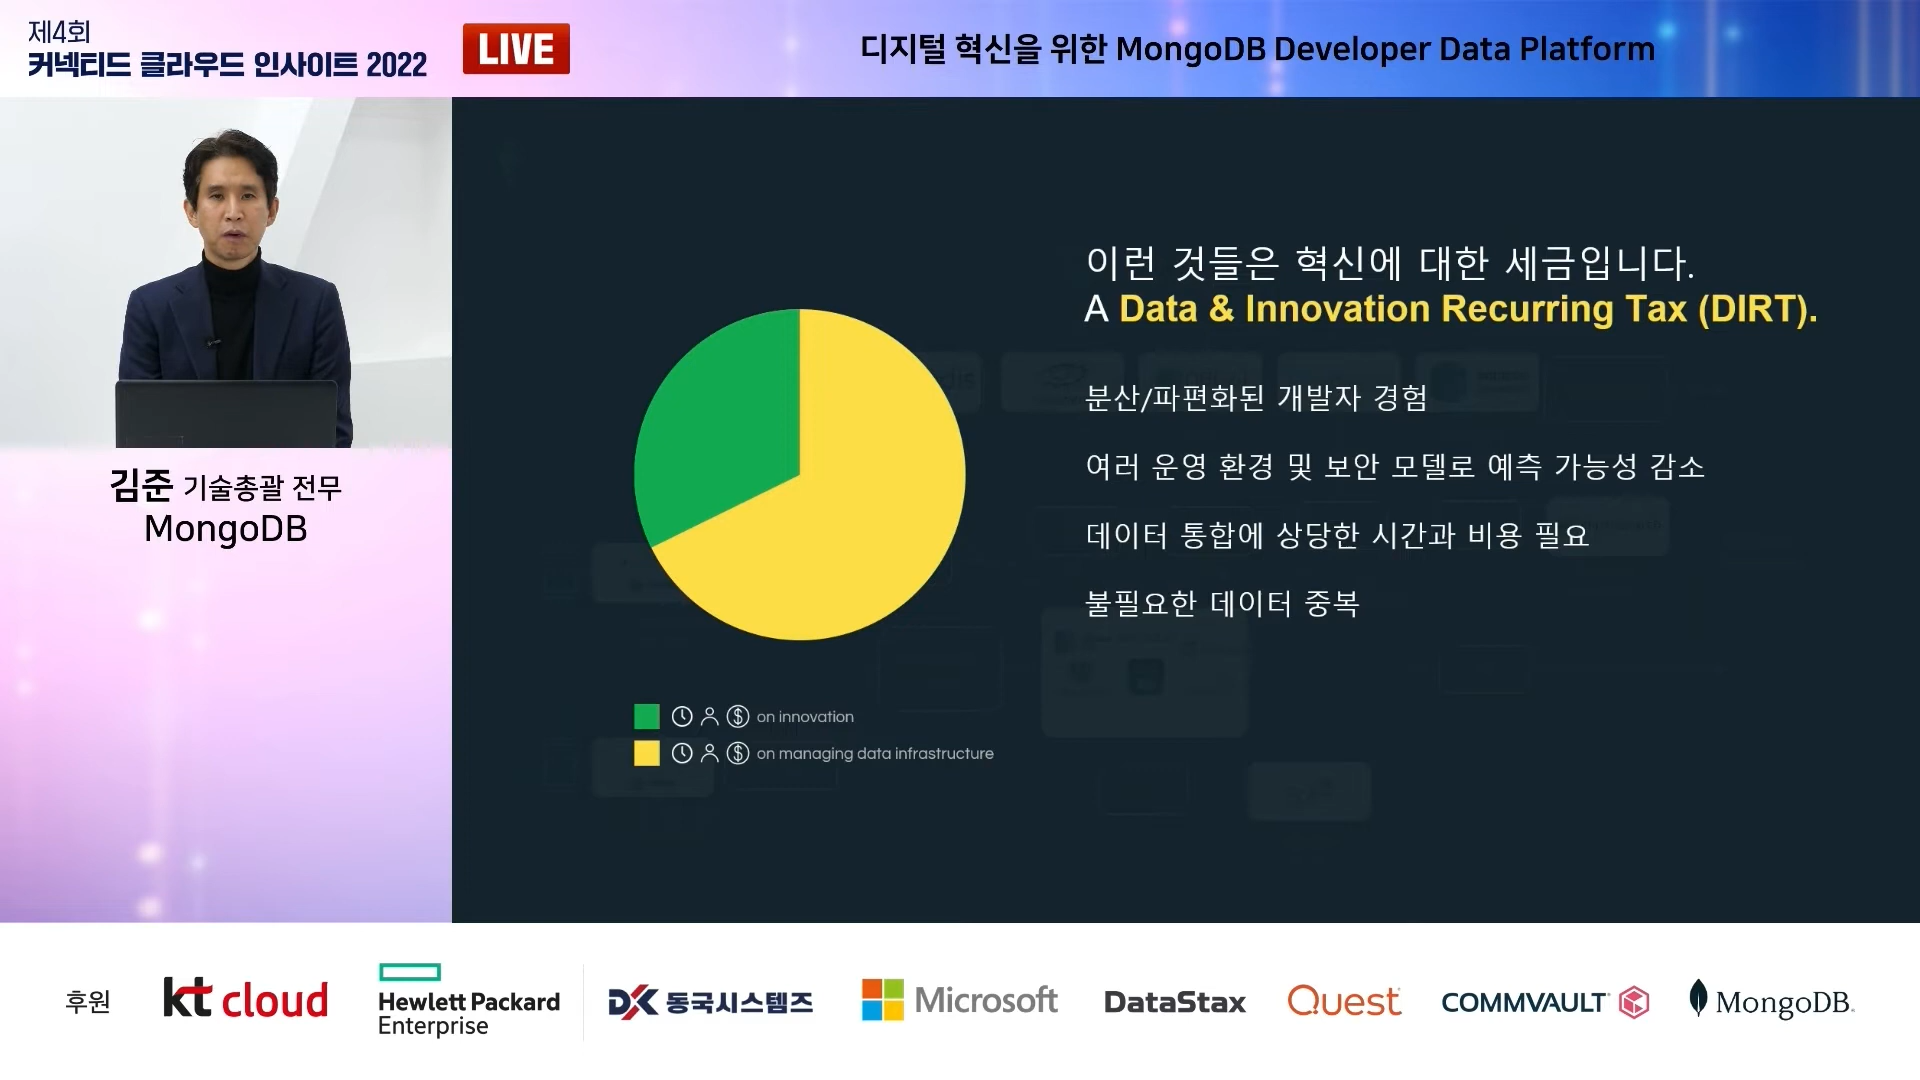 제4회
커넥티드 클라우드 인사이트 2022
LIVE
디지털 혁신을 위한 MongoDB Developer Data Platform
김준 기술총괄 전무
MongoDB
이런 것들은 혁신에 대한 세금입니다.
A Data & Innovation Recurring Tax (DIRT).
분산/파편화된 개발자 경험
여러 운영 환경 및 보안 모델로 예측 가능성 감소
데이터 통합에 상당한 시간과 비용 필요
불필요한 데이터 중복
on innovation
on managing data infrastructure
후원
kt cloud
Hewlett Packard
Enterprise
DK 동국시스템즈
Microsoft
DataStax
Quest
COMMVAULT
MongoDB.